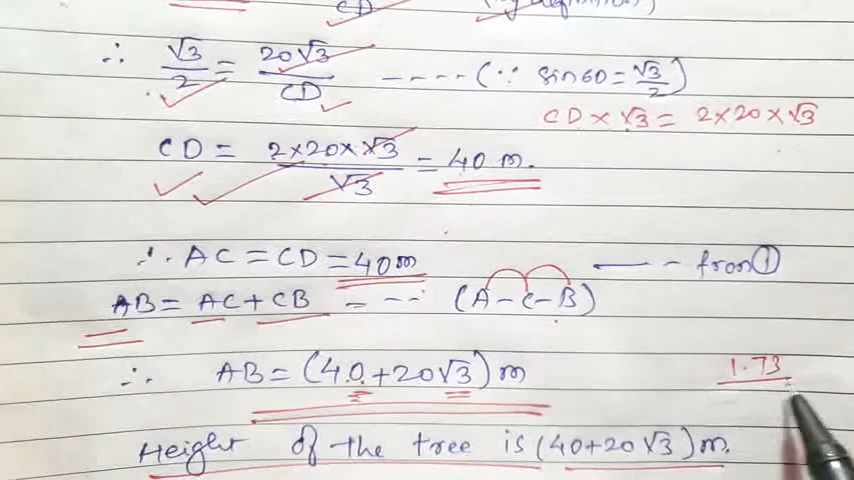 CD
∴ √3/2 = 20√3/CD ---- (∵ sin60 = √3/2)
CD × √3 = 2×20×√3
CD = 2×20×√3/√3 = 40 m.
∴ AC = CD = 40m ---- from ①
AB = AC + CB ---- (A-C-B)
∴ AB = (40+20√3) m
1.73
Height of the tree is (40+20√3) m.